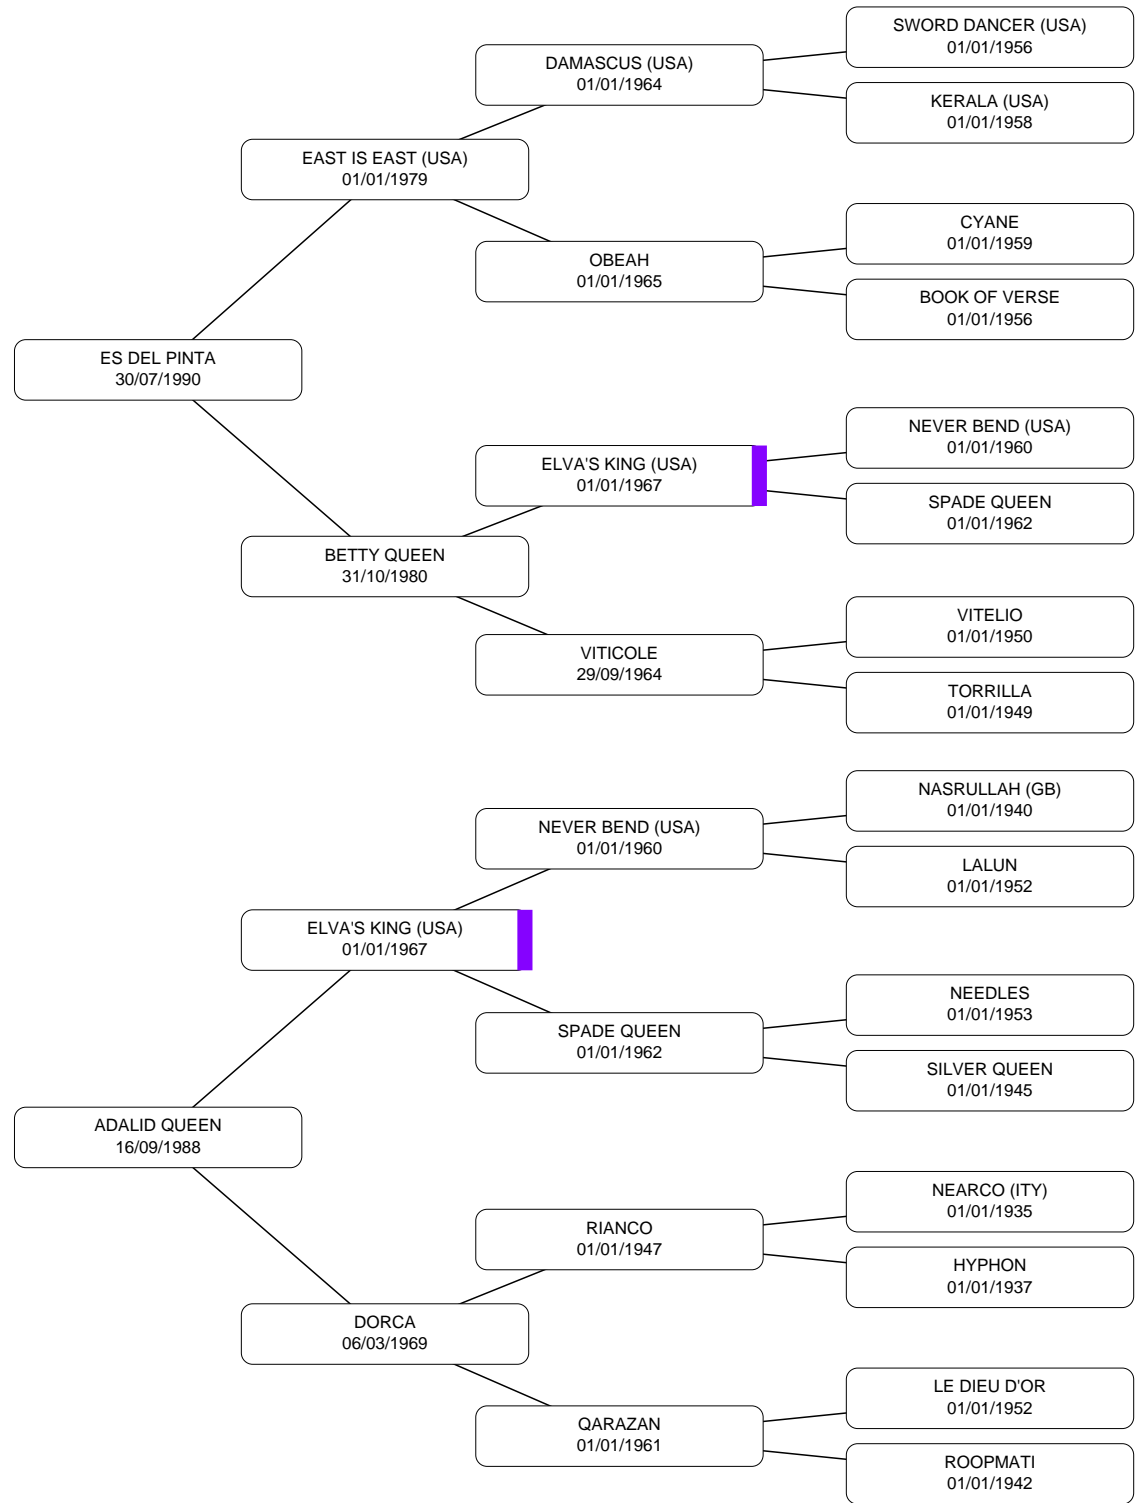 SWORD DANCER (USA)
01/01/1956
DAMASCUS (USA)
01/01/1964
KERALA (USA)
01/01/1958
EAST IS EAST (USA)
01/01/1979
CYANE
01/01/1959
OBEAH
01/01/1965
BOOK OF VERSE
01/01/1956
ES DEL PINTA
30/07/1990
NEVER BEND (USA)
01/01/1960
ELVA'S KING (USA)
01/01/1967
SPADE QUEEN
01/01/1962
BETTY QUEEN
31/10/1980
VITELIO
01/01/1950
VITICOLE
29/09/1964
TORRILLA
01/01/1949
NASRULLAH (GB)
01/01/1940
NEVER BEND (USA)
01/01/1960
LALUN
01/01/1952
ELVA'S KING (USA)
01/01/1967
NEEDLES
01/01/1953
SPADE QUEEN
01/01/1962
SILVER QUEEN
01/01/1945
ADALID QUEEN
16/09/1988
NEARCO (ITY)
01/01/1935
RIANCO
01/01/1947
HYPHON
01/01/1937
DORCA
06/03/1969
LE DIEU D'OR
01/01/1952
QARAZAN
01/01/1961
ROOPMATI
01/01/1942